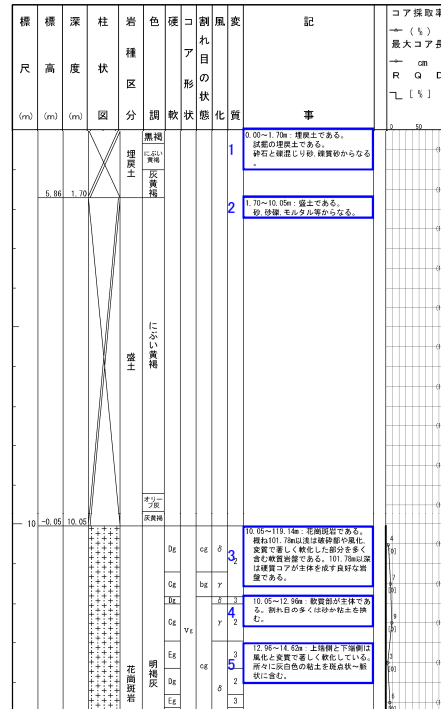 標尺
(m)
標高
(m)
深度
(m)
柱状図
岩種区分
色調
硬軟
コア形状
割れ目の状態
風化
変質
記事
コア採取率
(%)
最大コア長
cm
R Q D
[%]
0 50
埋戻土
黒褐
にぶい
黄褐
灰黄褐
1
0.00~1.70m:埋戻土である。
試掘の埋戻土である。
砕石と礫混じり砂、礫質砂からなる
。
5.86 1.70
2
1.70~10.05m:盛土である。
砂、砂礫、モルタル等からなる。
盛土
にぶい黄褐
オリー
ブ灰
灰黄褐
10 -0.05 10.05
花崗斑岩
明褐灰
Dg
Cg
Dg
Cg
Eg
Dg
Eg
Vg
cg
bg
cg
δ
γ
γ
δ
2
3
2
3
2
3
3
10.05~119.14m:花崗斑岩である。
概ね101.78m以浅は破砕部や風化、
変質で著しく軟化した部分を多く
含む軟質岩盤である。101.78m以深
は硬質コアが主体を成す良好な岩
盤である。
4
10.05~12.96m:軟質部が主体であ
る。割れ目の多くは砂か粘土を挟
む。
5
12.96~14.62m:上端側と下端側は
風化と変質で著しく軟化している。
所々に灰白色の粘土を斑点状~脈
状に含む。
4
[0]
7
[0]
9
[0]
3
[0]
6
[0]